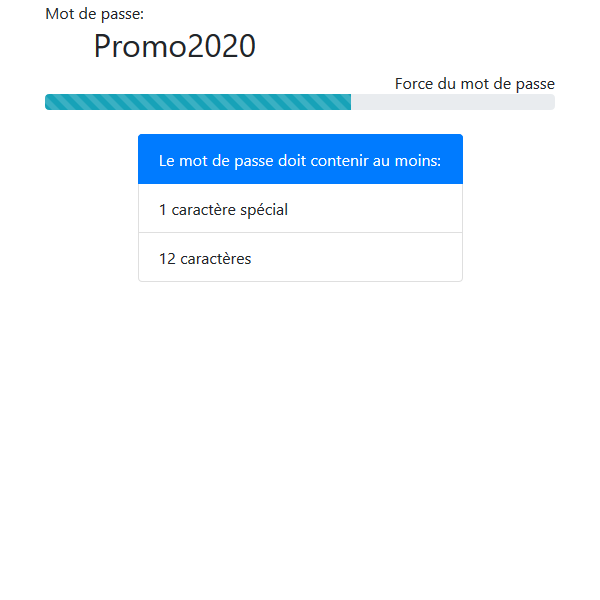 Mot de passe:
Promo2020
Force du mot de passe
Le mot de passe doit contenir au moins:
1 caractère spécial
12 caractères